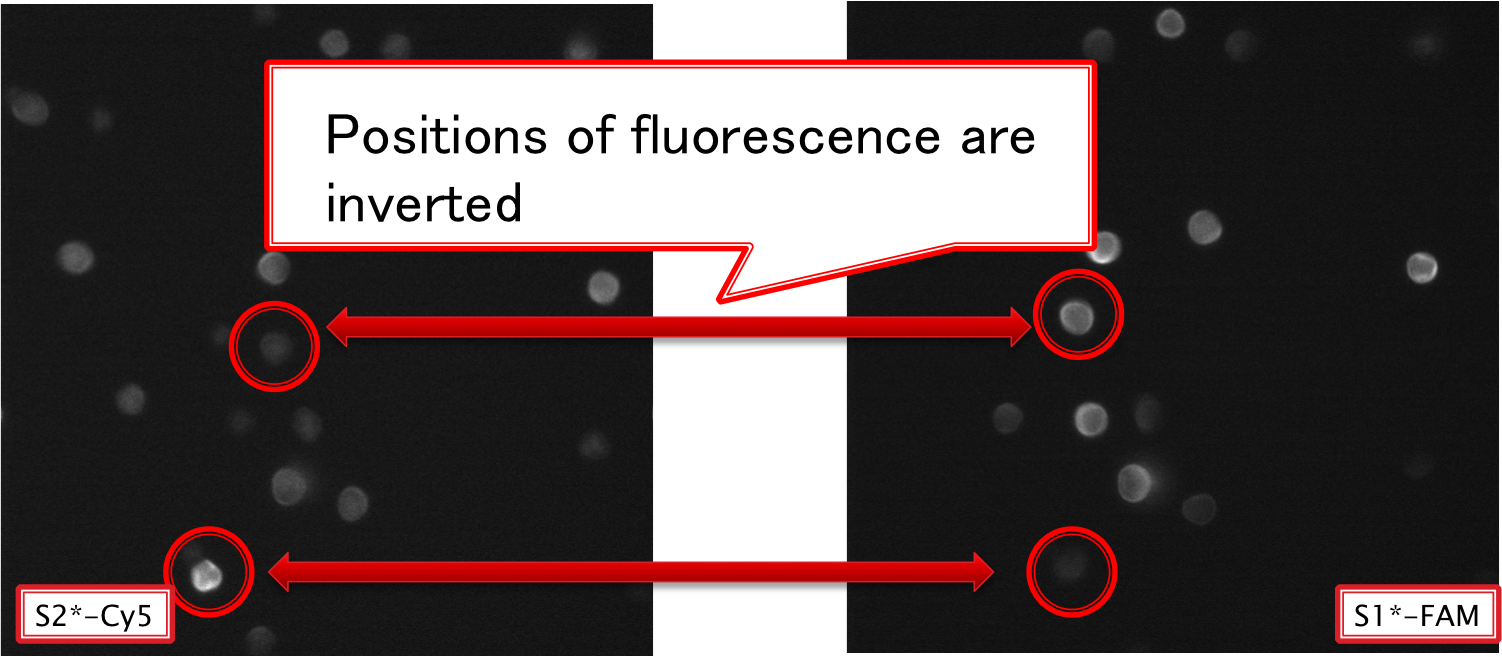 Positions of fluorescence are
inverted
S2*-Cy5
S1*-FAM